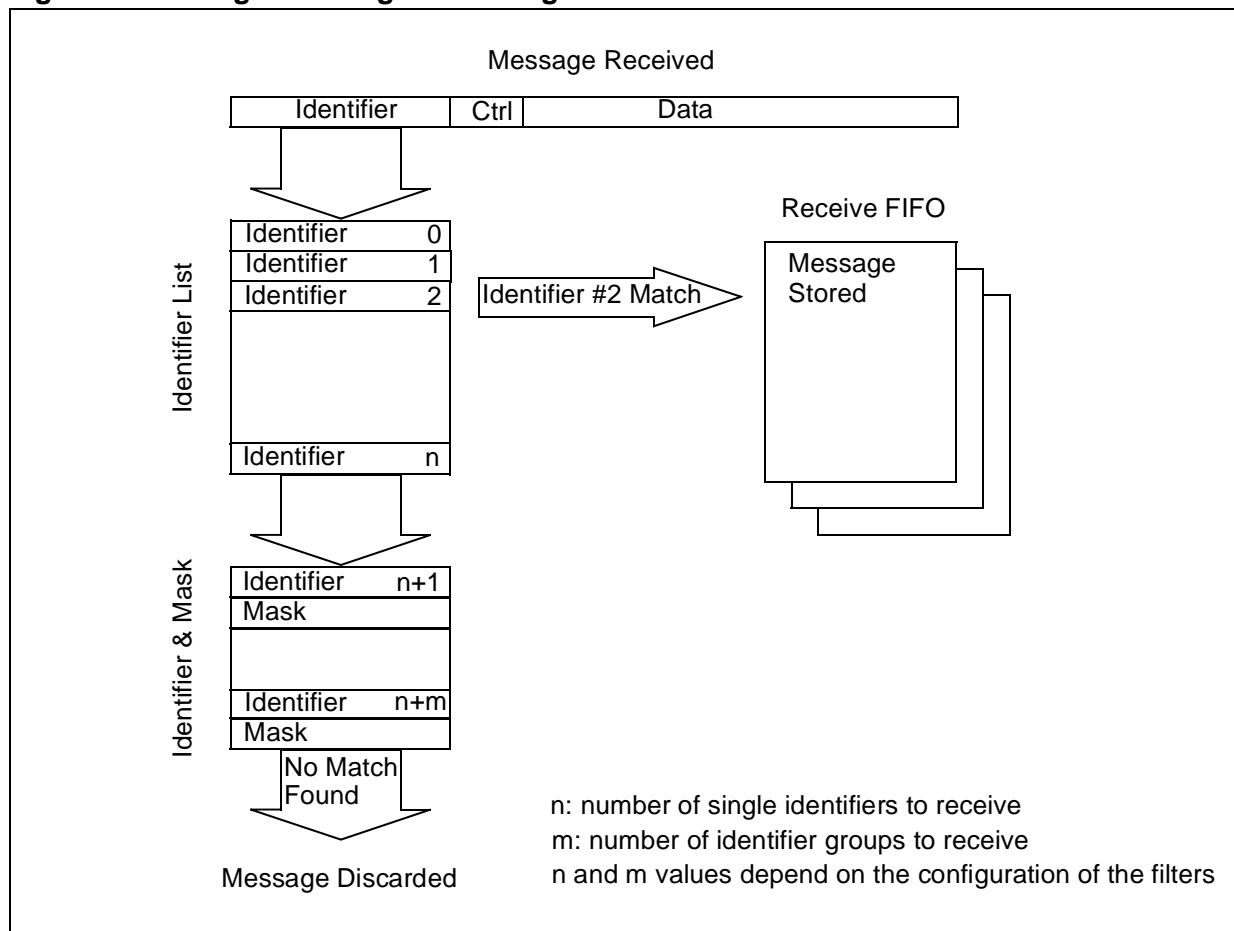 Message Received
Identifier Ctrl Data
Receive FIFO
Identifier List
Identifier 0
Identifier 1
Identifier 2
Identifier n
Identifier #2 Match
Message
Stored
Identifier & Mask
Identifier n+1
Mask
Identifier n+m
Mask
No Match
Found
Message Discarded
n: number of single identifiers to receive
m: number of identifier groups to receive
n and m values depend on the configuration of the filters